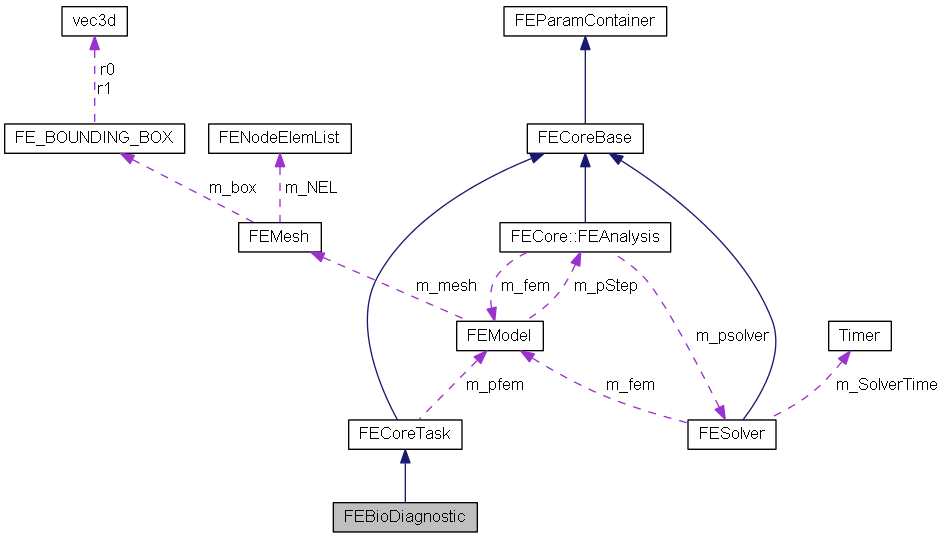 vec3d
FEParamContainer
r0
r1
FE_BOUNDING_BOX
FENodeElemList
FECoreBase
m_box
m_NEL
FEMesh
FECore::FEAnalysis
m_mesh
m_fem
m_pStep
FEModel
m_psolver
Timer
m_pfem
m_fem
m_SolverTime
FECoreTask
FESolver
FEBioDiagnostic